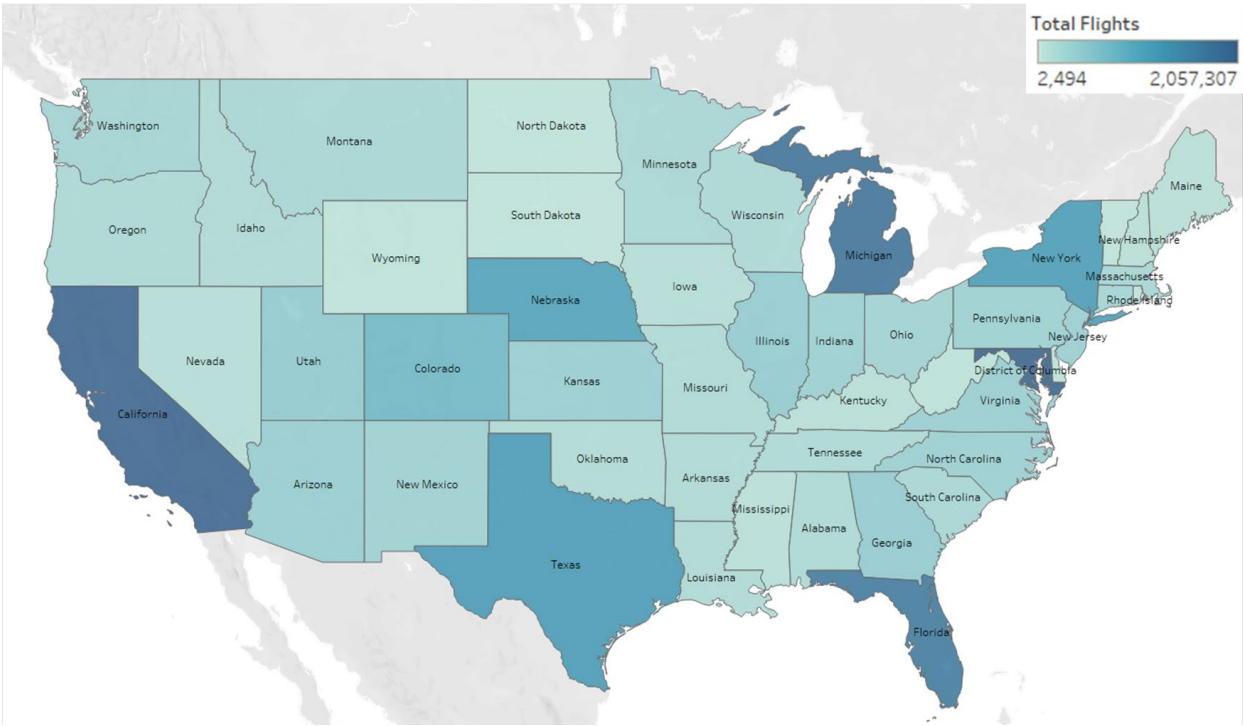 Total Flights
2,494 2,057,307
Washington
Montana
North Dakota
Minnesota
Maine
Oregon
Idaho
South Dakota
Wisconsin
Michigan
New York
New Hampshire
Massachusetts
Wyoming
Nebraska
Iowa
Rhode Island
Pennsylvania
New Jersey
Nevada
Utah
Colorado
Illinois
Indiana
Ohio
District of Columbia
California
Kansas
Missouri
Kentucky
Virginia
Arizona
New Mexico
Oklahoma
Tennessee
North Carolina
Arkansas
South Carolina
Mississippi
Alabama
Georgia
Texas
Louisiana
Florida